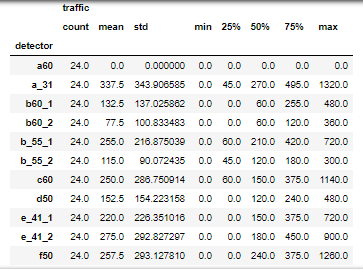 traffic
count mean std min 25% 50% 75% max
detector
a60 24.0 0.0 0.000000 0.0 0.0 0.0 0.0 0.0
a_31 24.0 337.5 343.906585 0.0 45.0 270.0 495.0 1320.0
b60_1 24.0 132.5 137.025862 0.0 0.0 60.0 255.0 480.0
b60_2 24.0 77.5 100.833483 0.0 0.0 60.0 120.0 360.0
b_55_1 24.0 255.0 216.875039 0.0 60.0 210.0 420.0 720.0
b_55_2 24.0 115.0 90.072435 0.0 45.0 120.0 180.0 300.0
c60 24.0 250.0 286.750914 0.0 60.0 150.0 375.0 1140.0
d50 24.0 152.5 154.223158 0.0 0.0 120.0 240.0 480.0
e_41_1 24.0 220.0 226.351016 0.0 0.0 150.0 375.0 720.0
e_41_2 24.0 275.0 292.827297 0.0 0.0 180.0 450.0 900.0
f50 24.0 257.5 293.127810 0.0 0.0 240.0 375.0 1260.0